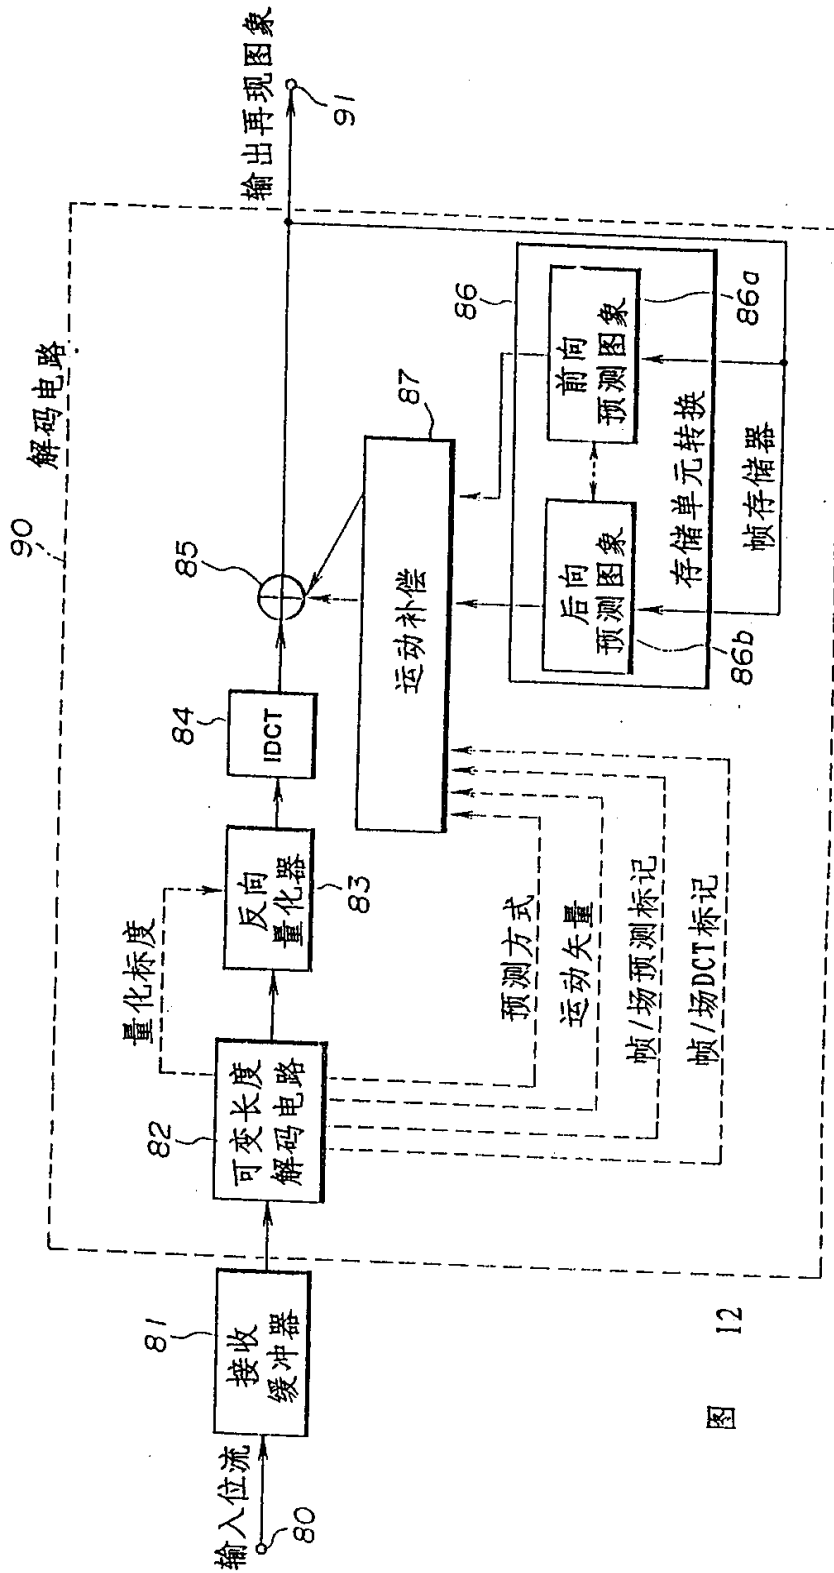 输入位流
80
接收
缓冲器
81
90
解码电路
可变长度
解码电路
82
量化标度
反向
量化器
83
IDCT
84
85
输出再现图象
91
运动补偿
87
预测方式
运动矢量
帧/场预测标记
帧/场DCT标记
86
前向
预测图象
86a
后向
预测图象
86b
存储单元转换
帧存储器
图 12